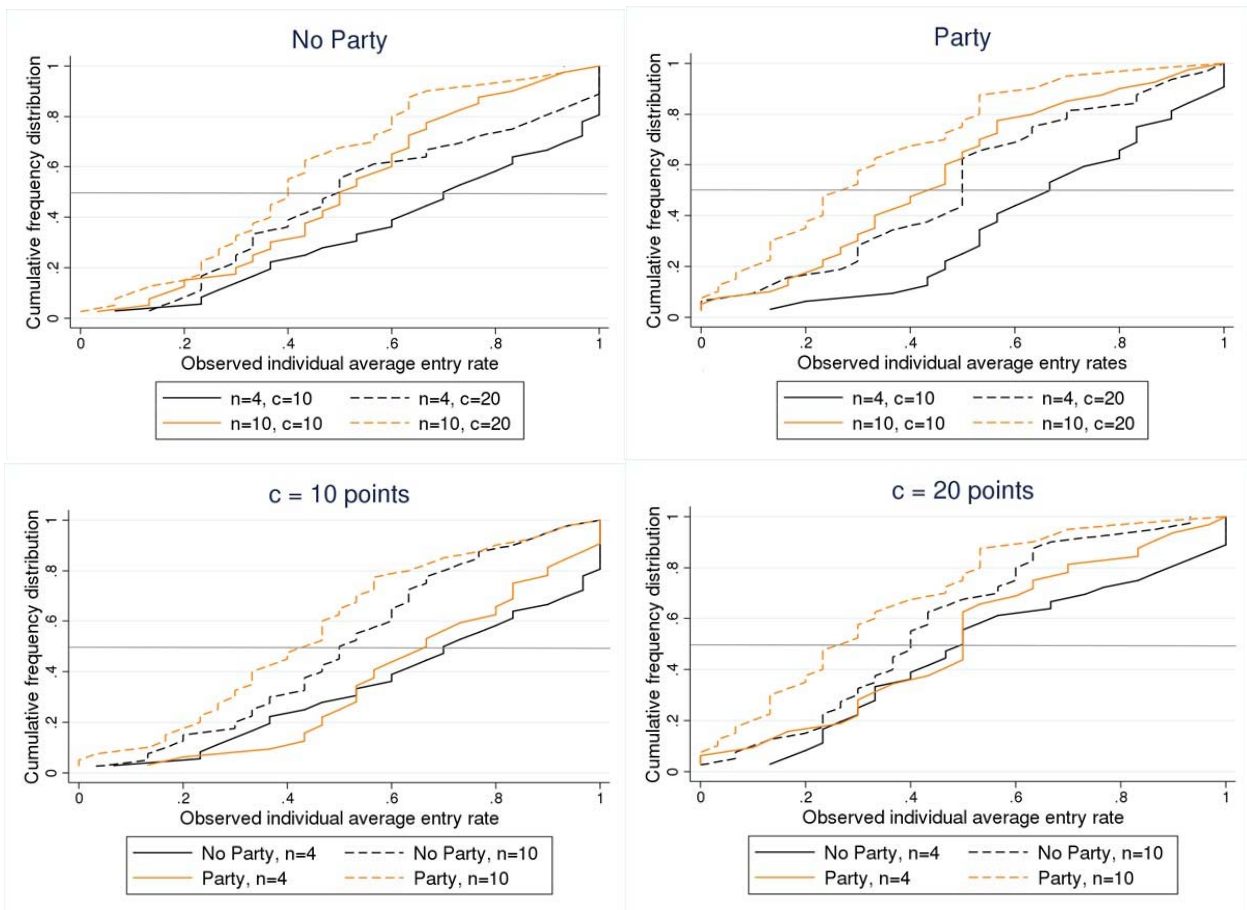 No Party
Cumulative frequency distribution
0 .2 .4 .6 .8 1
0 .2 .4 .6 .8 1
Observed individual average entry rate
n=4, c=10 n=4, c=20
n=10, c=10 n=10, c=20
Party
Cumulative frequency distribution
0 .2 .4 .6 .8 1
0 .2 .4 .6 .8 1
Observed individual average entry rates
n=4, c=10 n=4, c=20
n=10, c=10 n=10, c=20
c = 10 points
Cumulative frequency distribution
0 .2 .4 .6 .8 1
0 .2 .4 .6 .8 1
Observed individual average entry rate
No Party, n=4 No Party, n=10
Party, n=4 Party, n=10
c = 20 points
Cumulative frequency distribution
0 .2 .4 .6 .8 1
0 .2 .4 .6 .8 1
Observed individual average entry rate
No Party, n=4 No Party, n=10
Party, n=4 Party, n=10